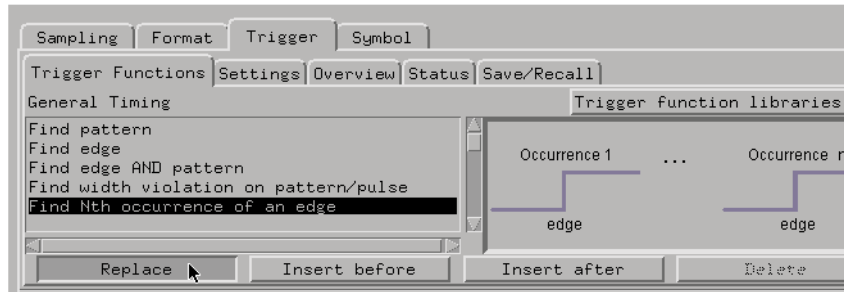 Sampling Format Trigger Symbol
Trigger Functions Settings Overview Status Save/Recall
General Timing Trigger function libraries
Find pattern
Find edge
Find edge AND pattern
Find width violation on pattern/pulse
Find Nth occurrence of an edge
Occurrence 1 ... Occurrence n
edge edge
Replace Insert before Insert after Delete